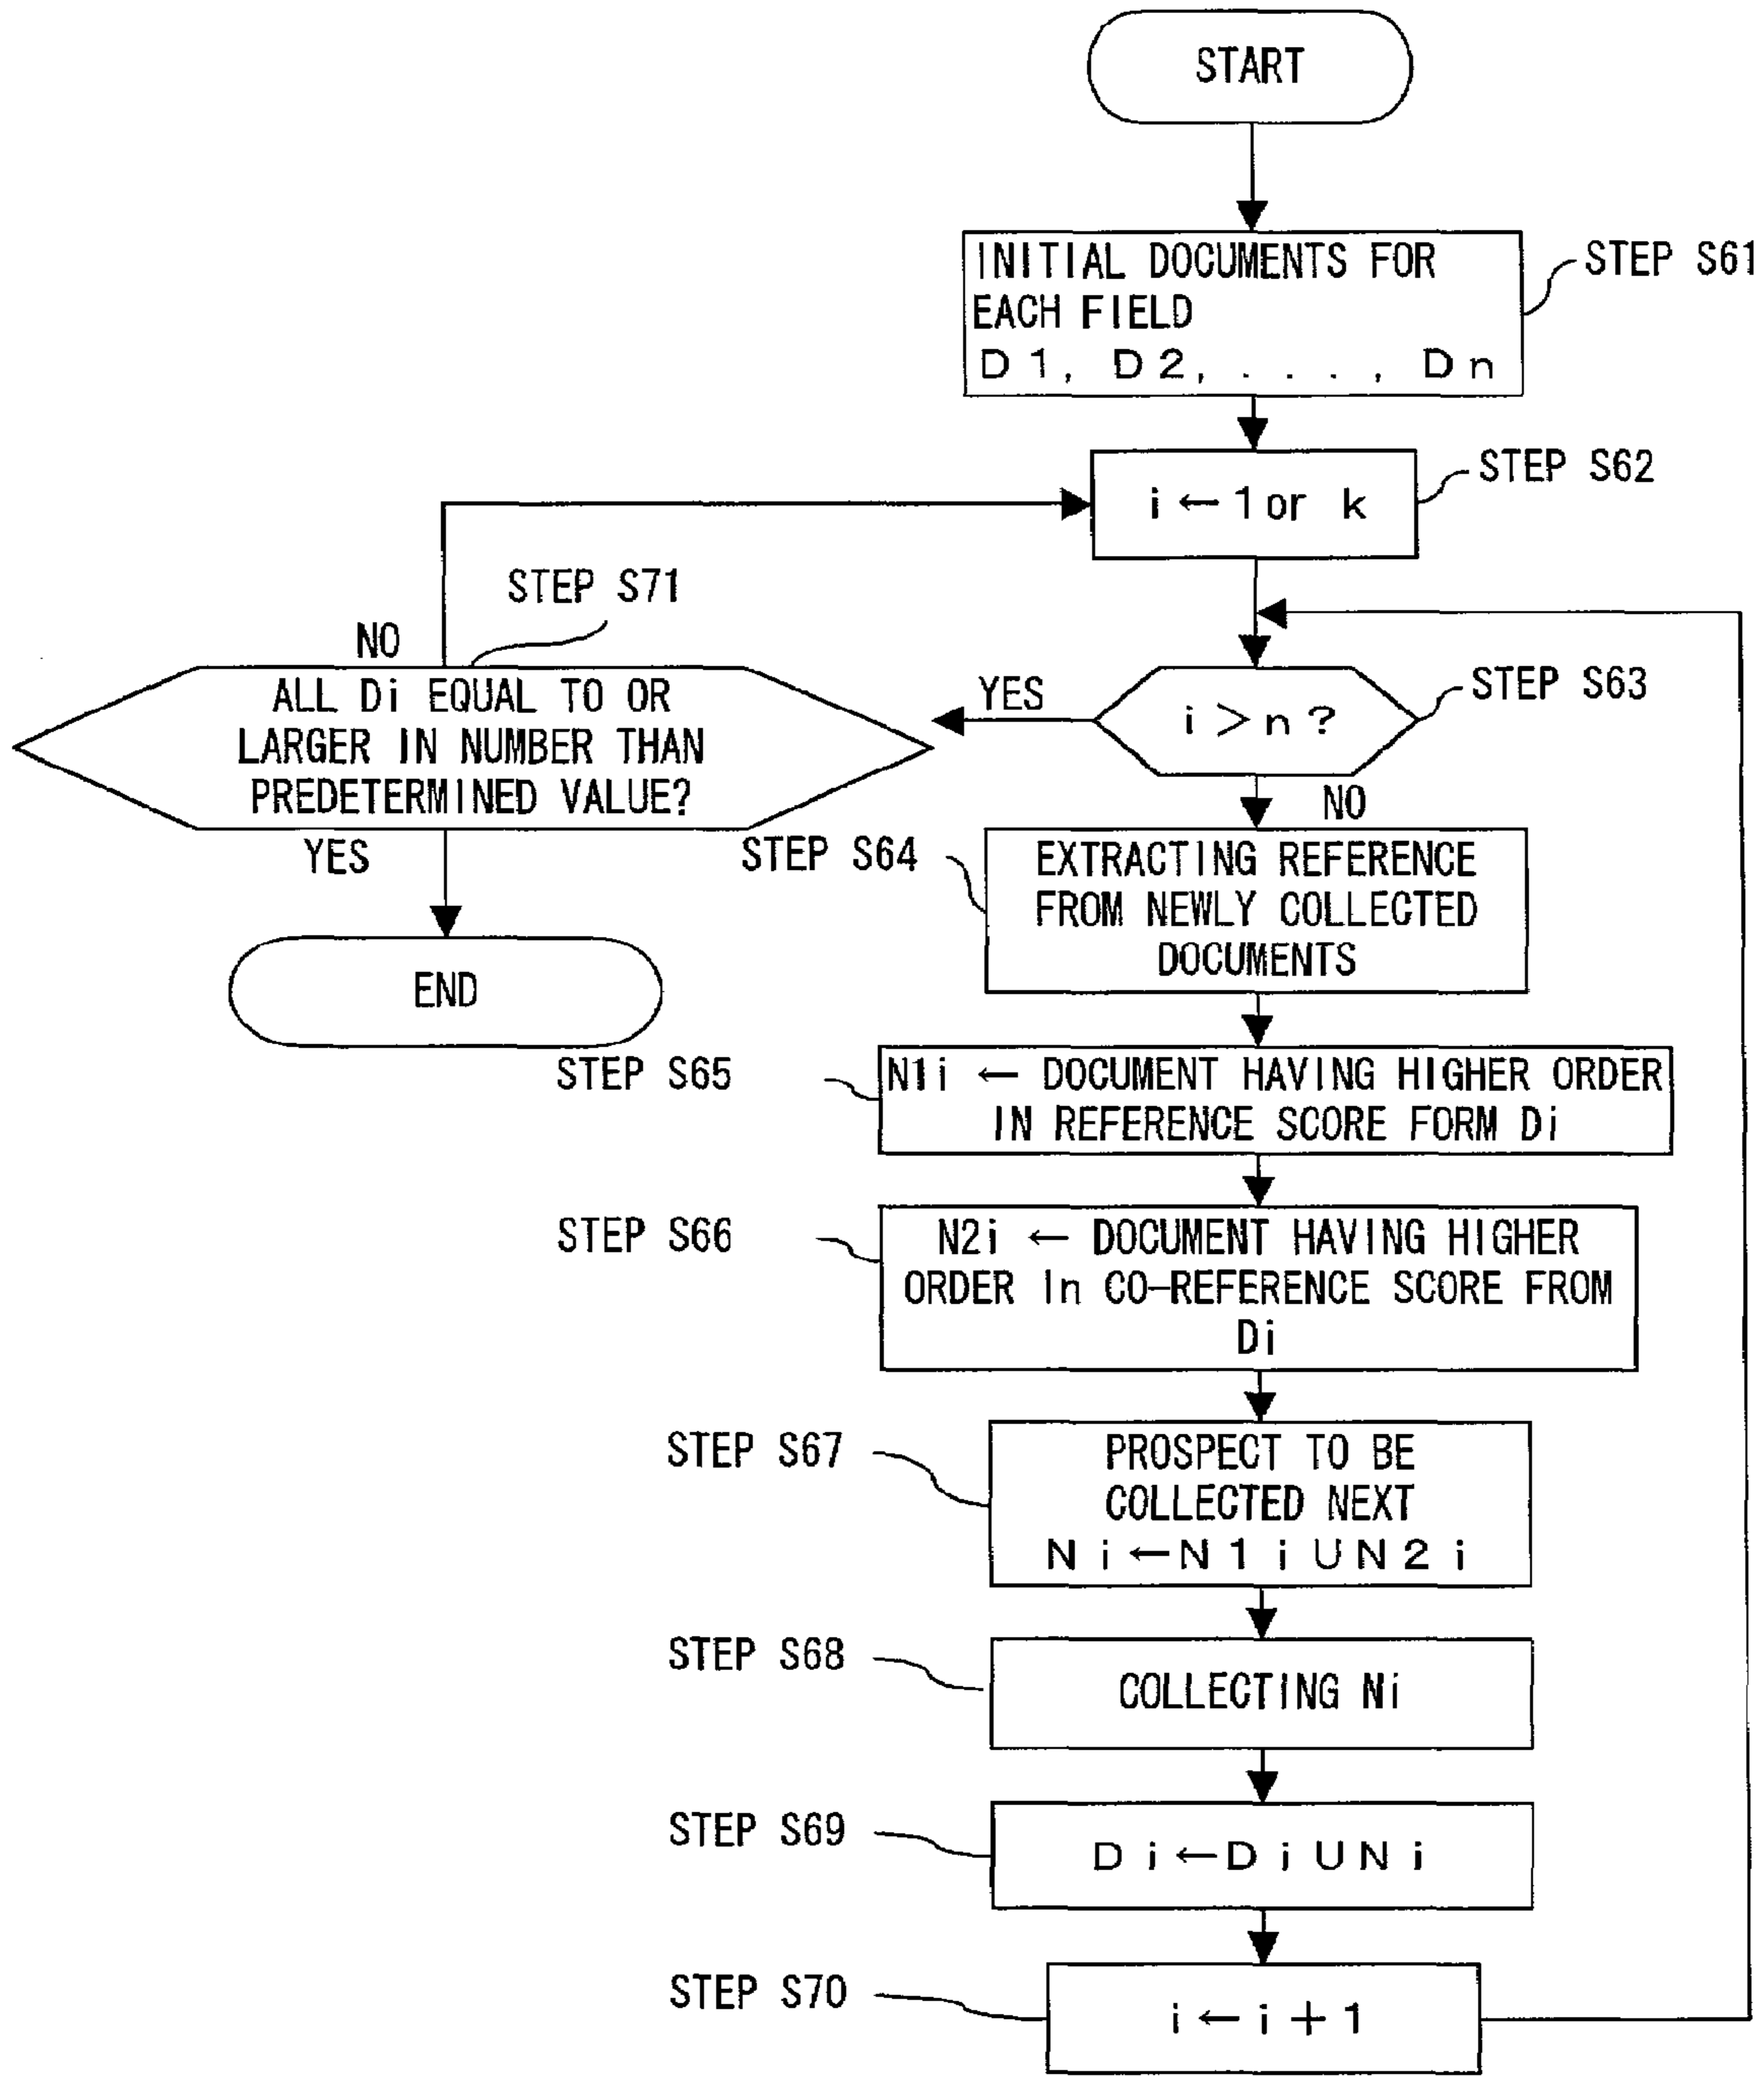 START
INITIAL DOCUMENTS FOR
EACH FIELD
D1, D2, . . . , Dn
STEP S61
i ← 1 or k
STEP S62
STEP S71
NO
ALL Di EQUAL TO OR
LARGER IN NUMBER THAN
PREDETERMINED VALUE?
YES
i > n ?
STEP S63
YES
NO
END
STEP S64
EXTRACTING REFERENCE
FROM NEWLY COLLECTED
DOCUMENTS
STEP S65
N1i ← DOCUMENT HAVING HIGHER ORDER
IN REFERENCE SCORE FORM Di
STEP S66
N2i ← DOCUMENT HAVING HIGHER
ORDER In CO-REFERENCE SCORE FROM
Di
STEP S67
PROSPECT TO BE
COLLECTED NEXT
Ni←N1iUN2i
STEP S68
COLLECTING Ni
STEP S69
Di←DiUNi
STEP S70
i←i+1